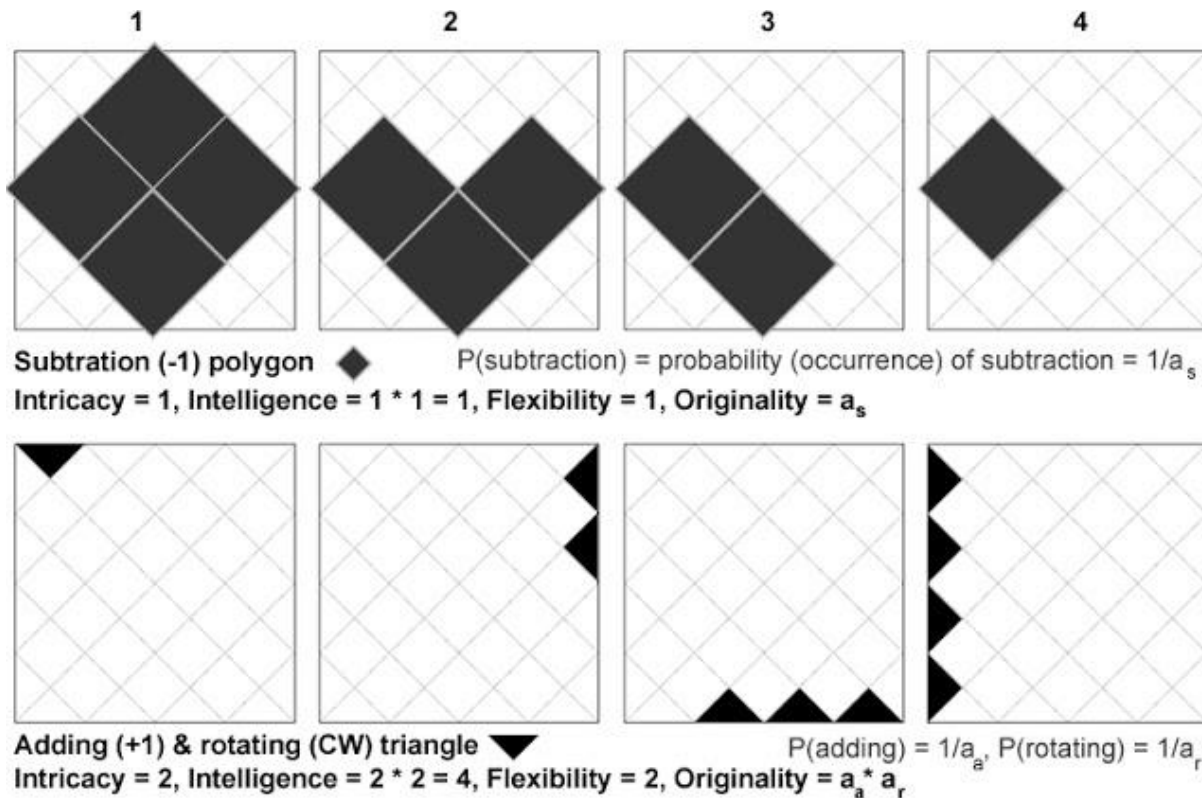 1 2 3 4
Subtration (-1) polygon P(subtraction) = probability (occurrence) of subtraction = 1/aₛ
Intricacy = 1, Intelligence = 1 * 1 = 1, Flexibility = 1, Originality = aₛ
Adding (+1) & rotating (CW) triangle P(adding) = 1/aₐ, P(rotating) = 1/aᵣ
Intricacy = 2, Intelligence = 2 * 2 = 4, Flexibility = 2, Originality = aₐ* aᵣ